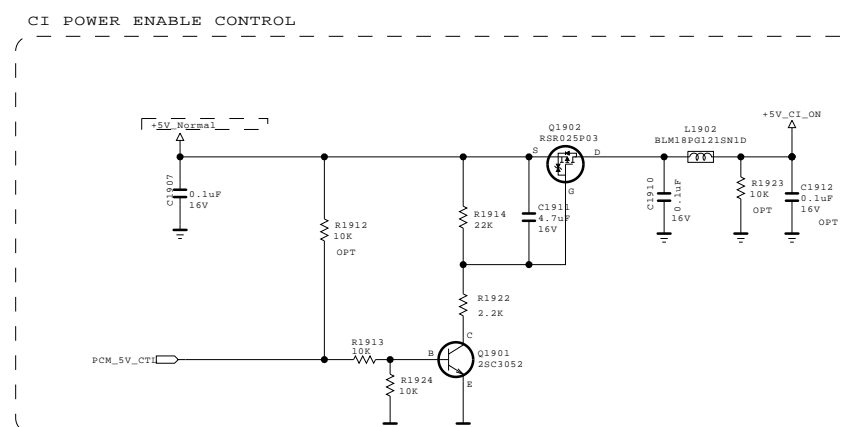 CI POWER ENABLE CONTROL
+5V_Normal
+5V_CI_ON
Q1902
RSR025P03
L1902
BLM18PG121SN1D
S
D
G
C1907
0.1uF
16V
R1912
10K
OPT
R1914
22K
C1911
4.7uF
16V
C1910
0.1uF
16V
R1923
10K
OPT
C1912
0.1uF
16V
OPT
R1922
2.2K
PCM_5V_CTL
R1913
10K
B
C
E
Q1901
2SC3052
R1924
10K